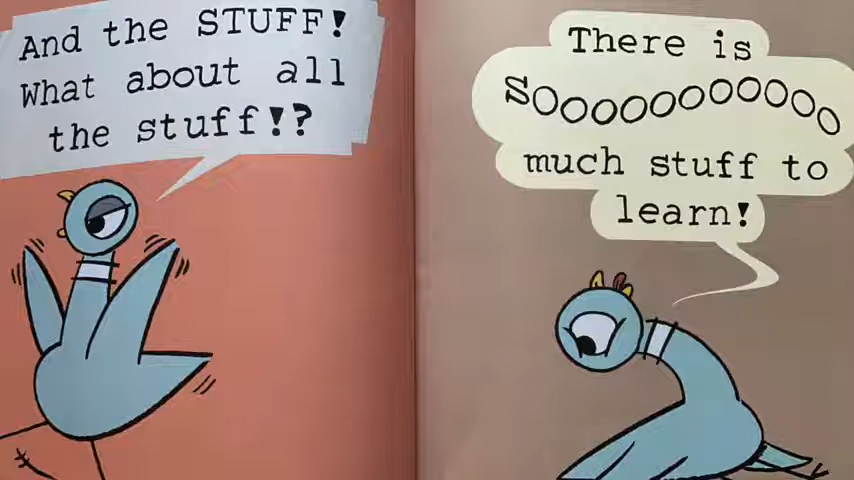 And the STUFF!
What about all
the stuff!?
There is
SOooooooooooo
much stuff to
learn!